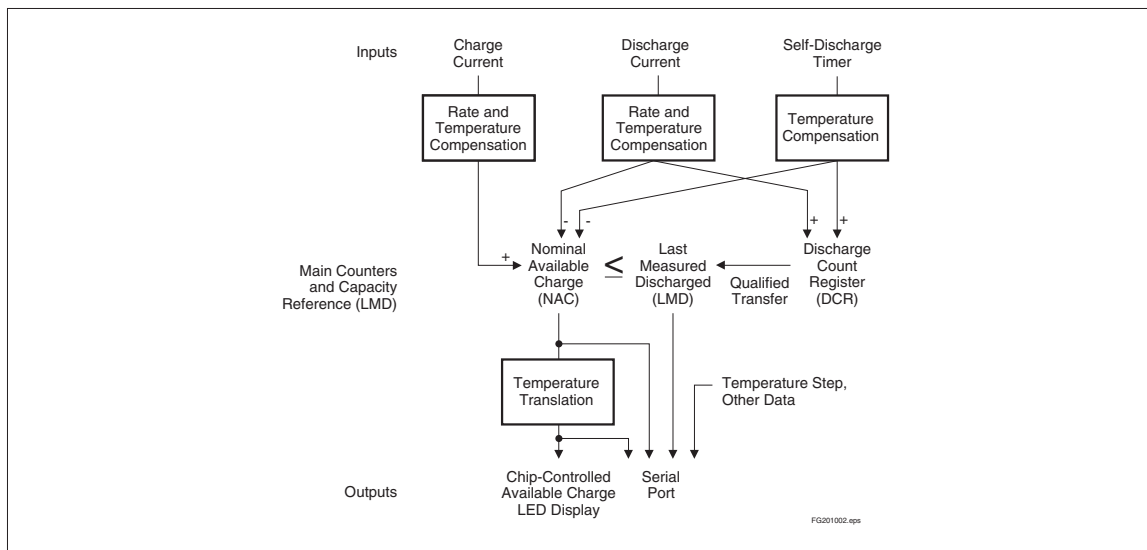 Inputs
Charge
Current
Discharge
Current
Self-Discharge
Timer
Rate and
Temperature
Compensation
Rate and
Temperature
Compensation
Temperature
Compensation
-
-
+
+
+
Main Counters
and Capacity
Reference (LMD)
Nominal
Available
Charge
(NAC)
≤
Last
Measured
Discharged
(LMD)
Qualified
Transfer
Discharge
Count
Register
(DCR)
Temperature
Translation
Temperature Step,
Other Data
Outputs
Chip-Controlled
Available Charge
LED Display
Serial
Port
FG201002.eps